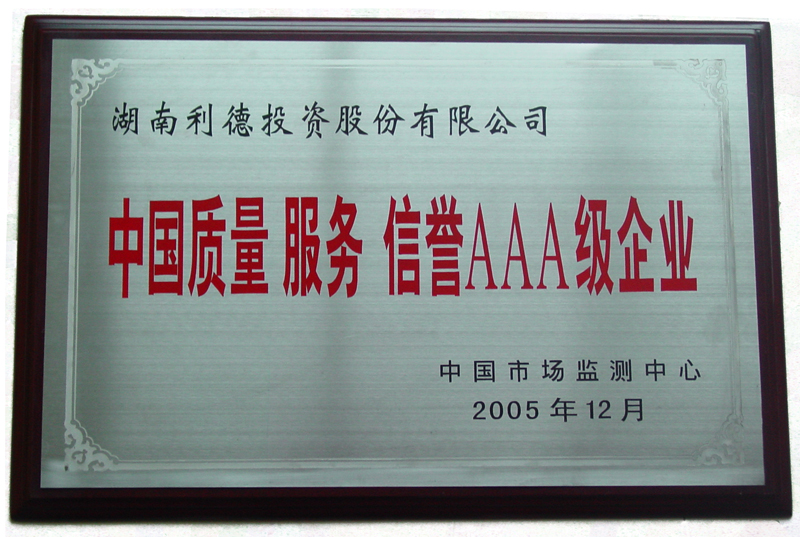 湖南利德投资股份有限公司
中国质量 服务 信誉AAA级企业
中国市场监测中心
2005年12月